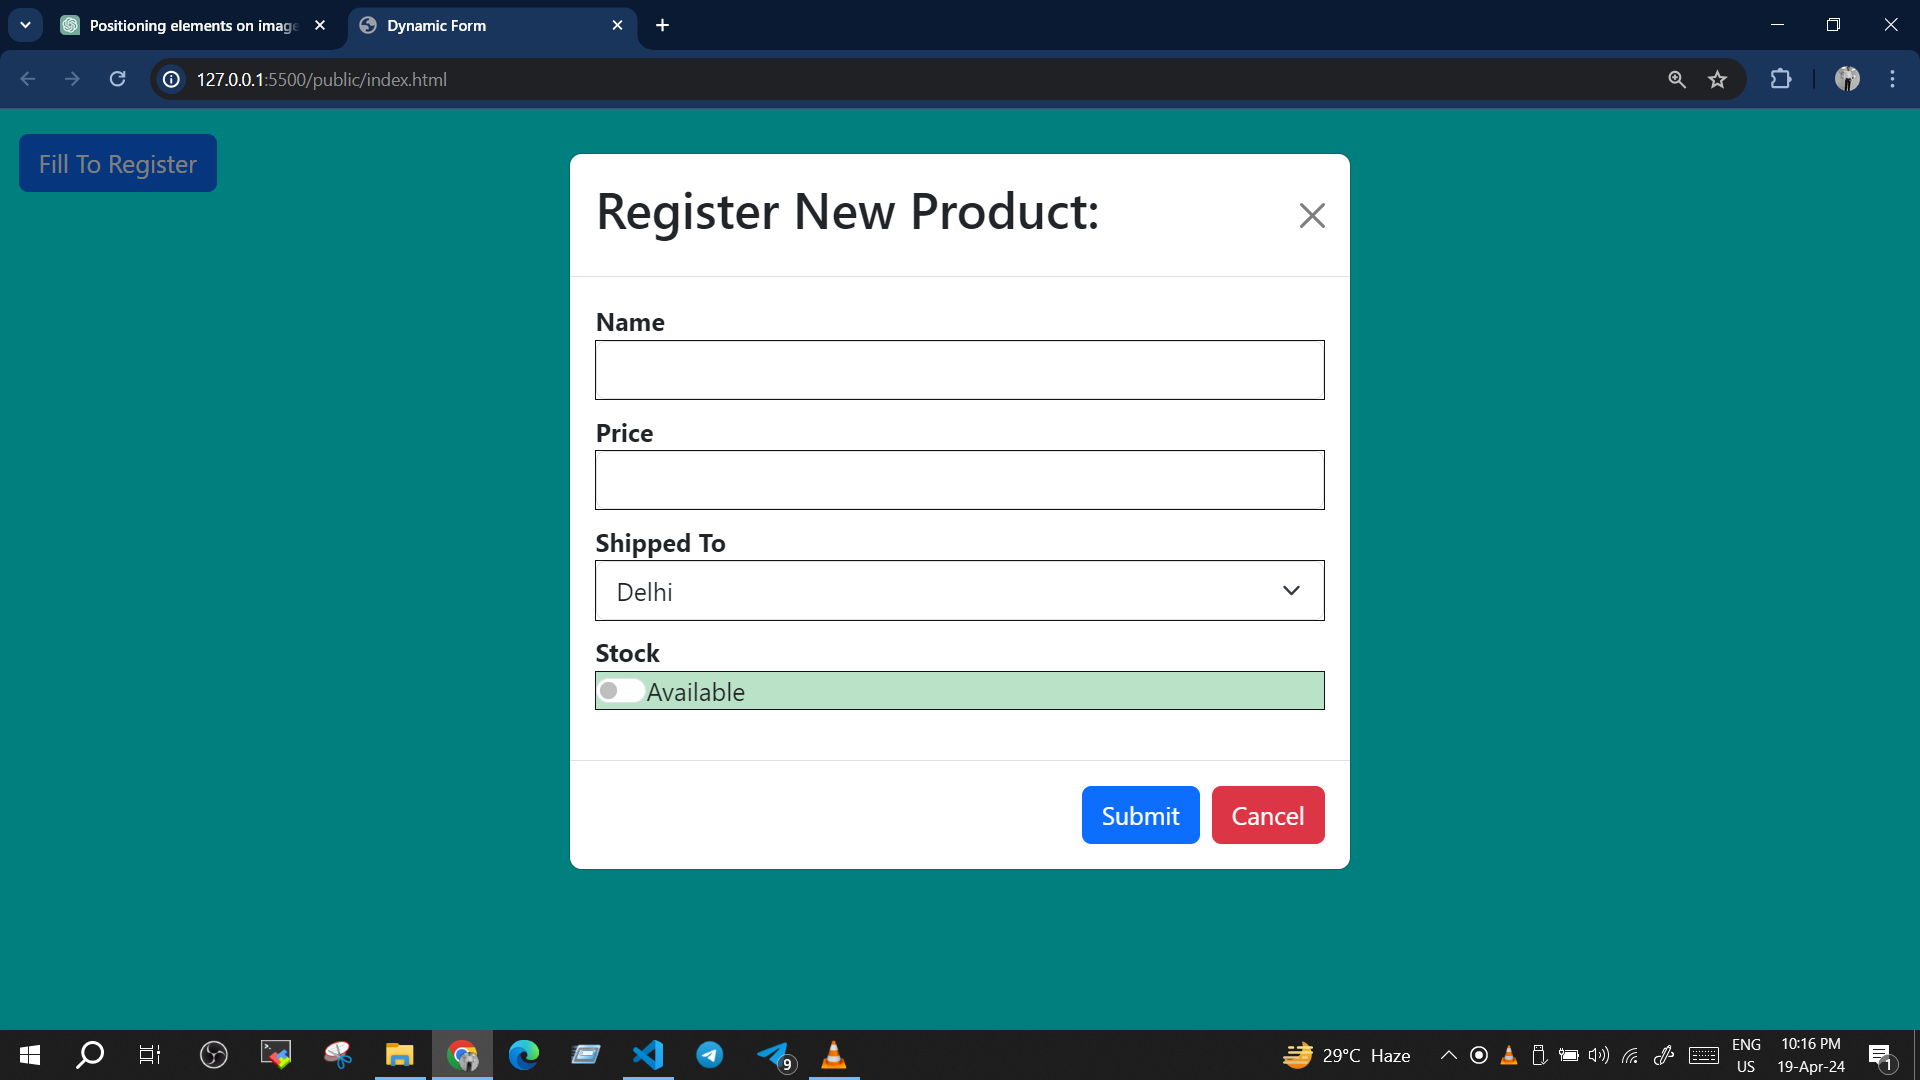 Positioning elements on image
Dynamic Form
127.0.0.1:5500/public/index.html
Fill To Register
Register New Product:
Name
Price
Shipped To
Delhi
Stock
Available
Submit
Cancel
9
29°C Haze
ENG
US
10:16 PM
19-Apr-24
1